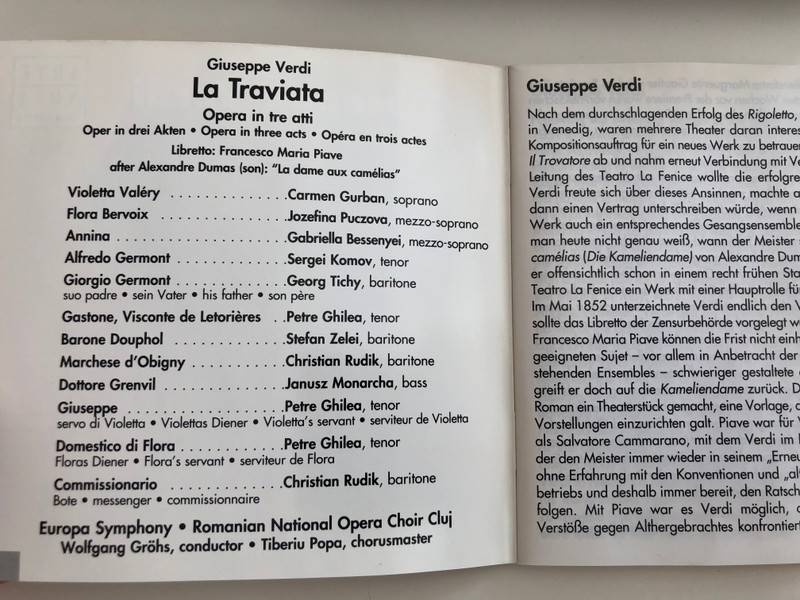 Giuseppe Verdi
La Traviata
Opera in tre atti
Oper in drei Akten • Opera in three acts • Opéra en trois actes
Libretto: Francesco Maria Piave
after Alexandre Dumas (son): "La dame aux camélias"
Violetta Valéry . . . . . . . . . . . . . .Carmen Gurban, soprano
Flora Bervoix . . . . . . . . . . . . . . .Jozefina Puczova, mezzo-soprano
Annina . . . . . . . . . . . . . . . . . . . .Gabriella Bessenyei, mezzo-soprano
Alfredo Germont . . . . . . . . . . . . .Sergei Komov, tenor
Giorgio Germont . . . . . . . . . . . . .Georg Tichy, baritone
suo padre • sein Vater • his father • son père
Gastone, Visconte de Letorières . .Petre Ghilea, tenor
Barone Douphol . . . . . . . . . . . . .Stefan Zelei, baritone
Marchese d'Obigny . . . . . . . . . . .Christian Rudik, baritone
Dottore Grenvil . . . . . . . . . . . . . .Janusz Monarcha, bass
Giuseppe . . . . . . . . . . . . . . . . . .Petre Ghilea, tenor
servo di Violetta • Violettas Diener • Violetta's servant • serviteur de Violetta
Domestico di Flora . . . . . . . . . . . .Petre Ghilea, tenor
Floras Diener • Flora's servant • serviteur de Flora
Commissionario . . . . . . . . . . . . . .Christian Rudik, baritone
Bote • messenger • commissionnaire
Europa Symphony • Romanian National Opera Choir Cluj
Wolfgang Gröhs, conductor • Tiberiu Popa, chorusmaster
Giuseppe Verdi
Nach dem durchschlagenden Erfolg des Rigoletto,
in Venedig, waren mehrere Theater daran interes
Kompositionsauftrag für ein neues Werk zu betrauen
Il Trovatore ab und nahm erneut Verbindung mit Ve
Leitung des Teatro La Fenice wollte die erfolgre
Verdi freute sich über dieses Ansinnen, machte a
dann einen Vertrag unterschreiben würde, wenn
Werk auch ein entsprechendes Gesangsensemble
man heute nicht genau weiß, wann der Meister
camélias (Die Kameliendame) von Alexandre Dum
er offensichtlich schon in einem recht frühen Sta
Teatro La Fenice ein Werk mit einer Hauptrolle fü
Im Mai 1852 unterzeichnete Verdi endlich den V
sollte das Libretto der Zensurbehörde vorgelegt w
Francesco Maria Piave können die Frist nicht einh
geeigneten Sujet – vor allem in Anbetracht der
stehenden Ensembles – schwieriger gestaltete
greift er doch auf die Kameliendame zurück. D
Roman ein Theaterstück gemacht, eine Vorlage, d
Vorstellungen einzurichten galt. Piave war für V
als Salvatore Cammarano, mit dem Verdi im
der den Meister immer wieder in seinem „Erneu
ohne Erfahrung mit den Konventionen und „al
betriebs und deshalb immer bereit, den Ratsch
folgen. Mit Piave war es Verdi möglich,
Verstöße gegen Althergebrachtes konfrontier